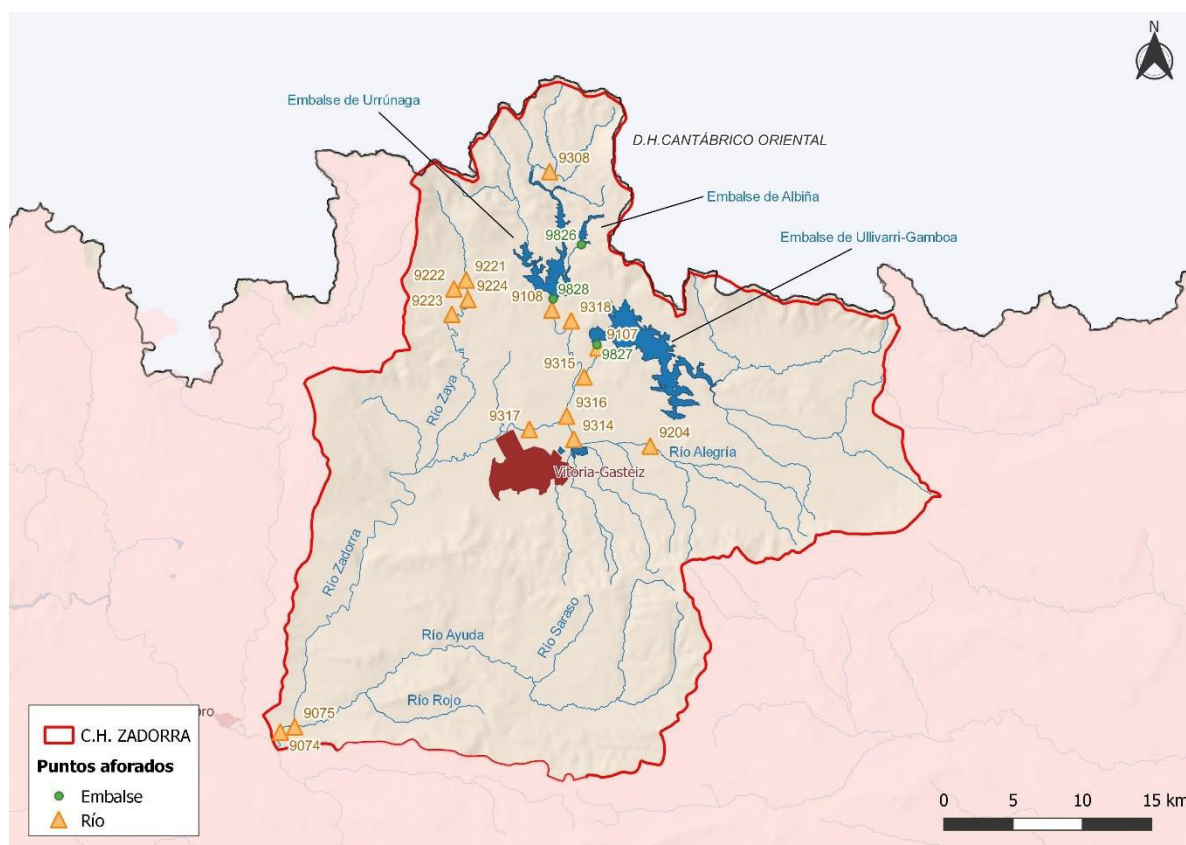 N
Embalse de Urrúnaga
D.H.CANTÁBRICO ORIENTAL
9308
Embalse de Albiña
9826
Embalse de Ullivarri-Gamboa
9221
9222
9224
9828
9108
9223
9318
9107
9827
9315
Río Zaya
9316
9317
9314
9204
Río Alegría
Vitoria-Gasteiz
Río Zadorra
Río Saraso
Río Ayuda
Río Rojo
9075
9074
C.H. ZADORRA
Puntos aforados
Embalse
Río
0 5 10 15 km